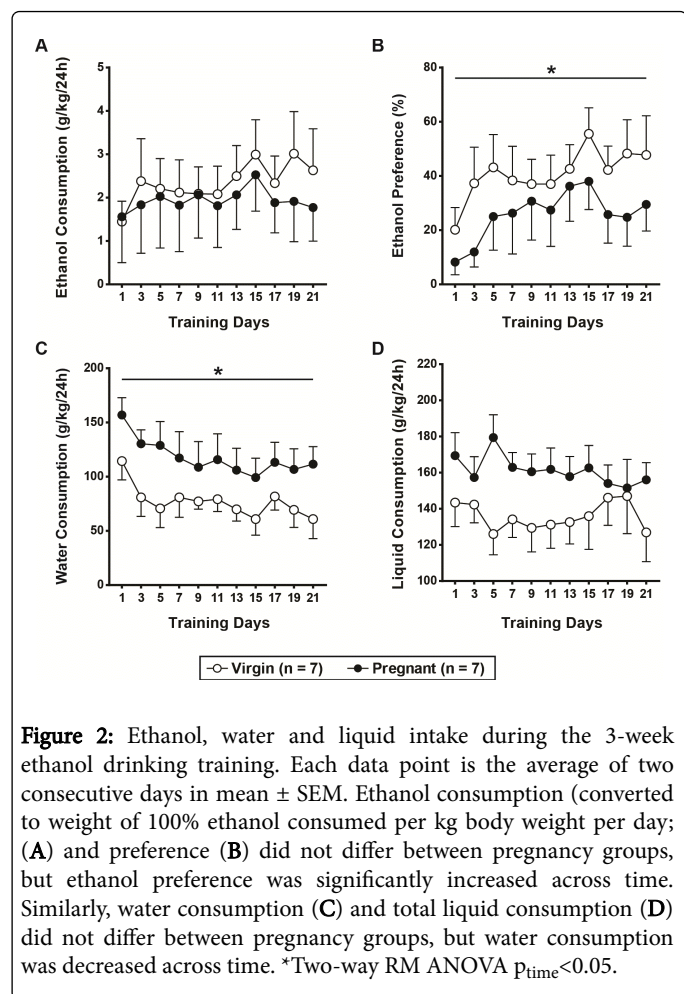 A
Ethanol Consumption (g/kg/24h)
5
4
3
2
1
0
1 3 5 7 9 11 13 15 17 19 21
Training Days
B
Ethanol Preference (%)
*
80
60
40
20
0
1 3 5 7 9 11 13 15 17 19 21
Training Days
C
Water Consumption (g/kg/24h)
*
200
150
100
50
0
1 3 5 7 9 11 13 15 17 19 21
Training Days
D
Liquid Consumption (g/kg/24h)
220
200
180
160
140
120
100
1 3 5 7 9 11 13 15 17 19 21
Training Days
Virgin (n = 7) Pregnant (n = 7)
Figure 2: Ethanol, water and liquid intake during the 3-week
ethanol drinking training. Each data point is the average of two
consecutive days in mean ± SEM. Ethanol consumption (converted
to weight of 100% ethanol consumed per kg body weight per day;
(A) and preference (B) did not differ between pregnancy groups,
but ethanol preference was significantly increased across time.
Similarly, water consumption (C) and total liquid consumption (D)
did not differ between pregnancy groups, but water consumption
was decreased across time. *Two-way RM ANOVA ptime<0.05.